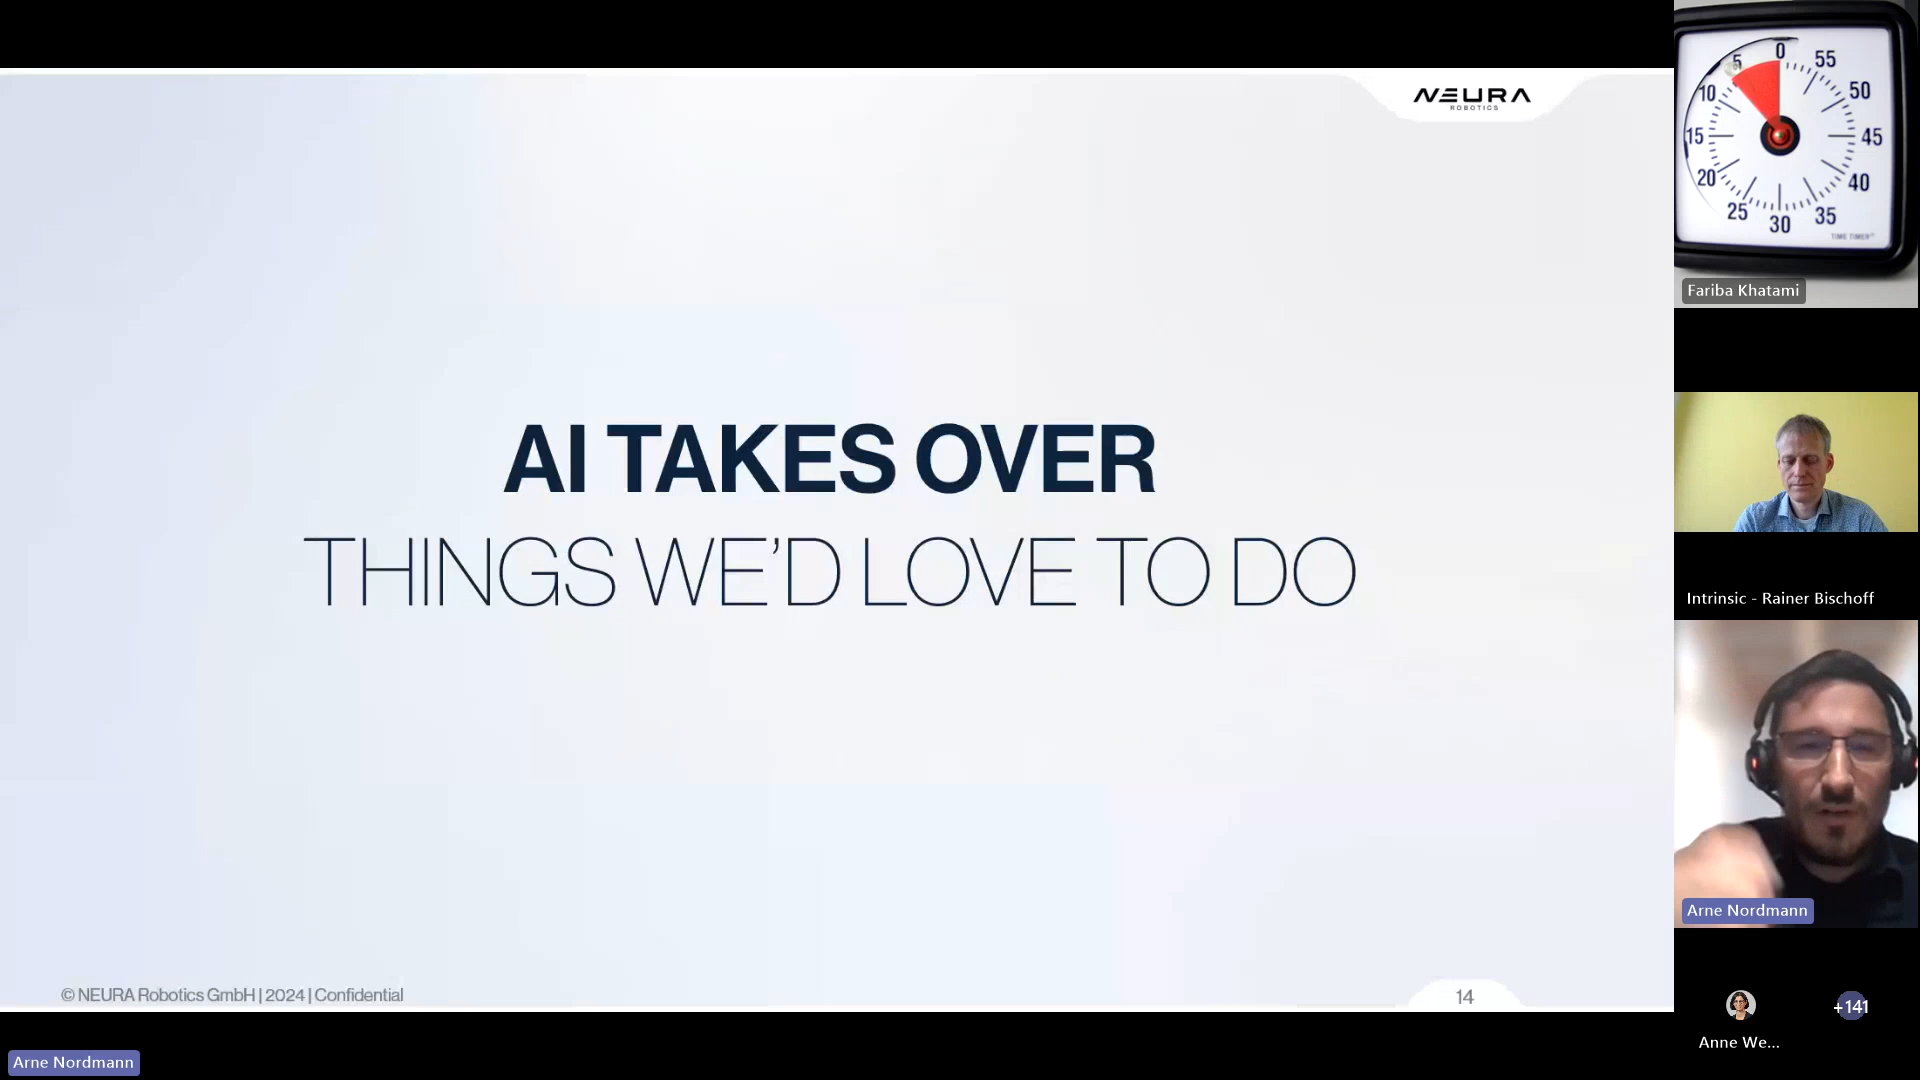 NEURA
ROBOTICS
AI TAKES OVER
THINGS WE’D LOVE TO DO
© NEURA Robotics GmbH | 2024 | Confidential
14
Arne Nordmann
0
5
55
10
50
15
45
20
40
25
35
30
TIME TIMER
Fariba Khatami
Intrinsic - Rainer Bischoff
Arne Nordmann
+141
Anne We...